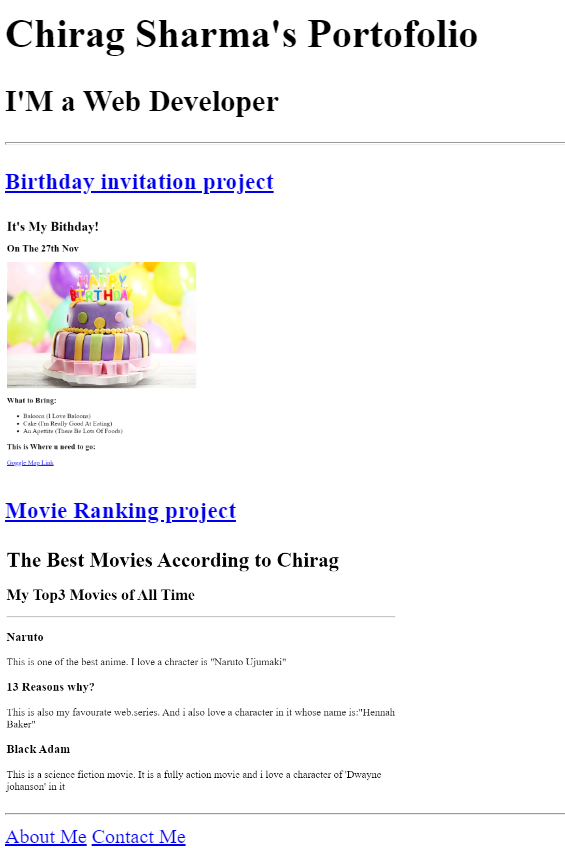 Chirag Sharma's Portofolio
I'M a Web Developer
Birthday invitation project
It's My Bithday!
On The 27th Nov
HAPPY
BIRTHDAY
What to Bring:
Baloons (I Love Baloons)
Cake (I'm Really Good At Eating)
An Apetite (There Be Lots Of Foods)
This is Where u need to go:
Goggle Map Link
Movie Ranking project
The Best Movies According to Chirag
My Top3 Movies of All Time
Naruto
This is one of the best anime. I love a chracter is "Naruto Ujumaki"
13 Reasons why?
This is also my favourate web.series. And i also love a character in it whose name is:"Hennah
Baker"
Black Adam
This is a science fiction movie. It is a fully action movie and i love a character of 'Dwayne
johanson' in it
About Me Contact Me